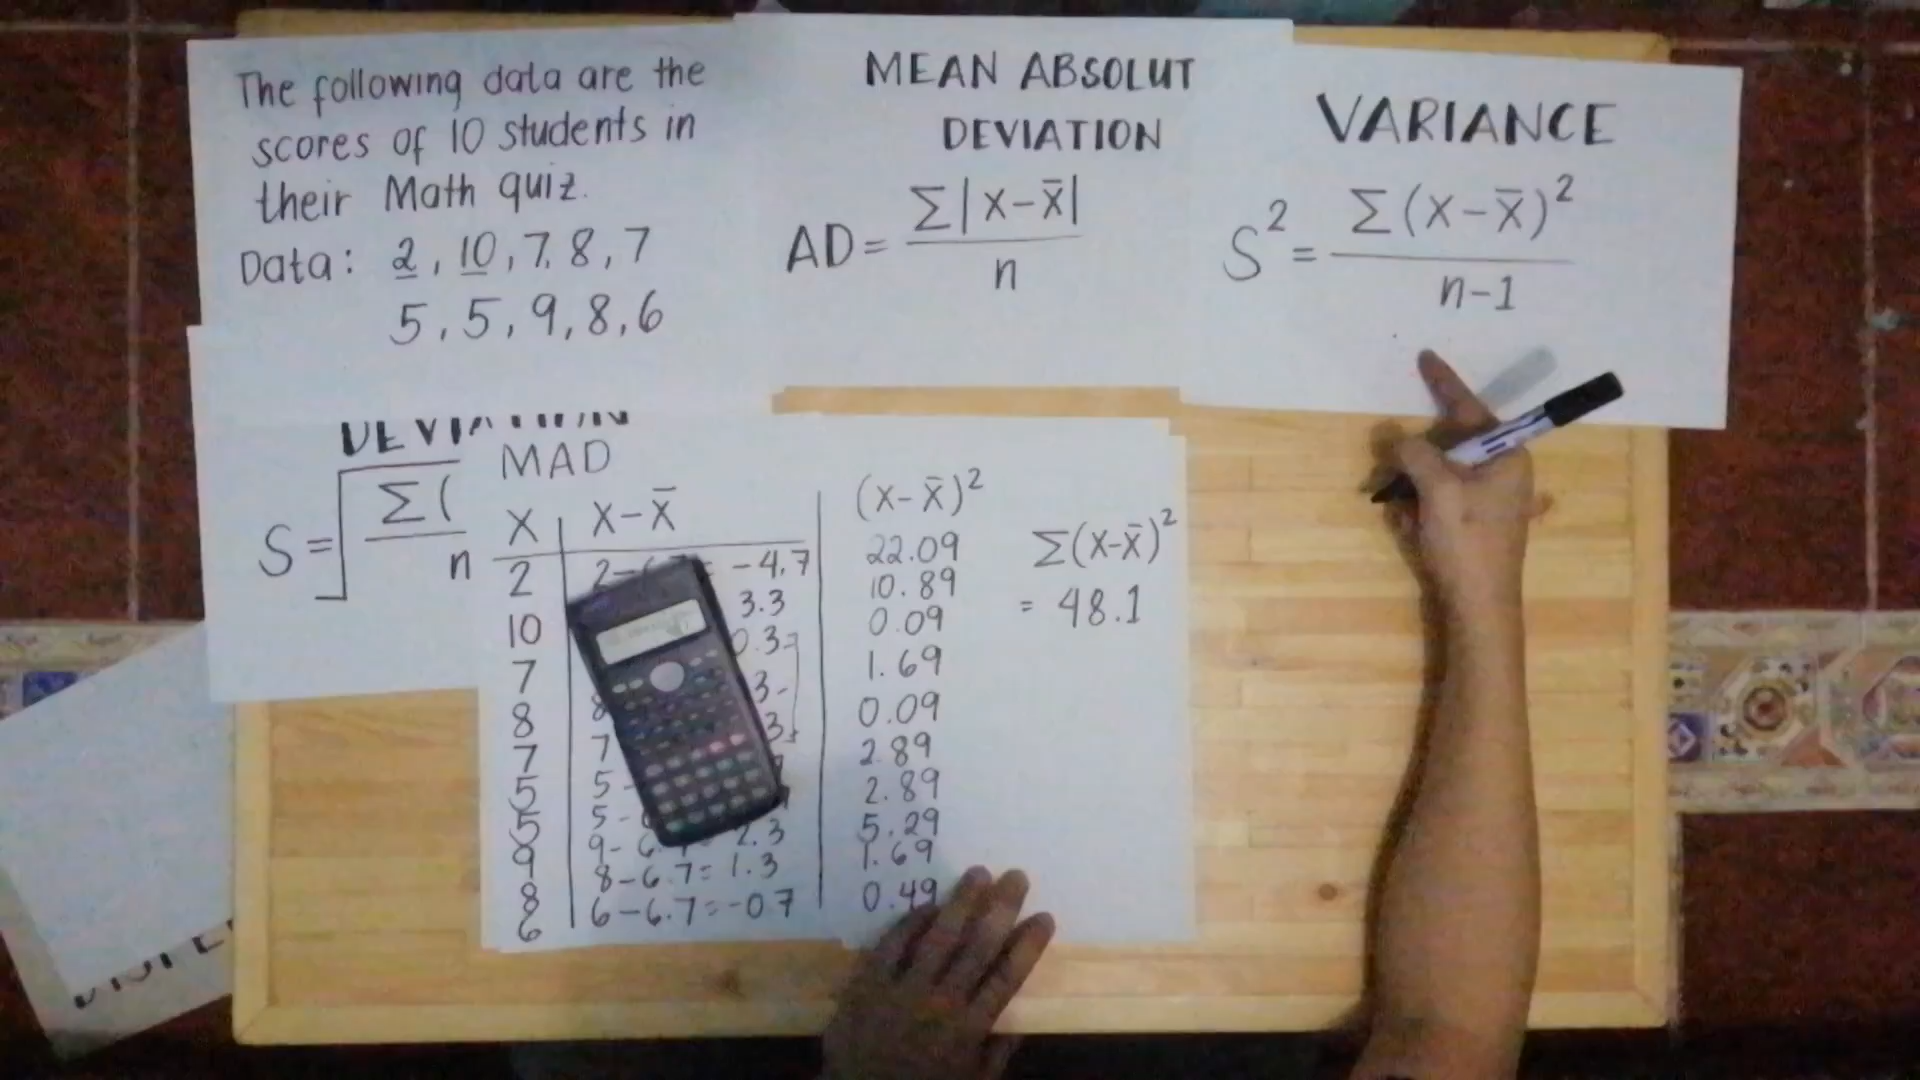 The following data are the
scores of 10 students in
their Math quiz.
Data: 2, 10, 7, 8, 7
5, 5, 9, 8, 6
MEAN ABSOLUT
DEVIATION
AD = Σ|x-x̄|
n
VARIANCE
S² = Σ(x-x̄)²
n-1
S = √ Σ(
n
MAD
X | X-X̄ | (x-x̄)²
2 | -4.7 | 22.09
10 | 3.3 | 10.89
7 | 0.3 | 0.09
8 | 1.69
7 | 0.09
5 | 2.89
5 | 2.89
9 | 2.3 | 5.29
8 | 8-6.7=1.3 | 1.69
6 | 6-6.7=-0.7 | 0.49
Σ(x-x̄)²
= 48.1